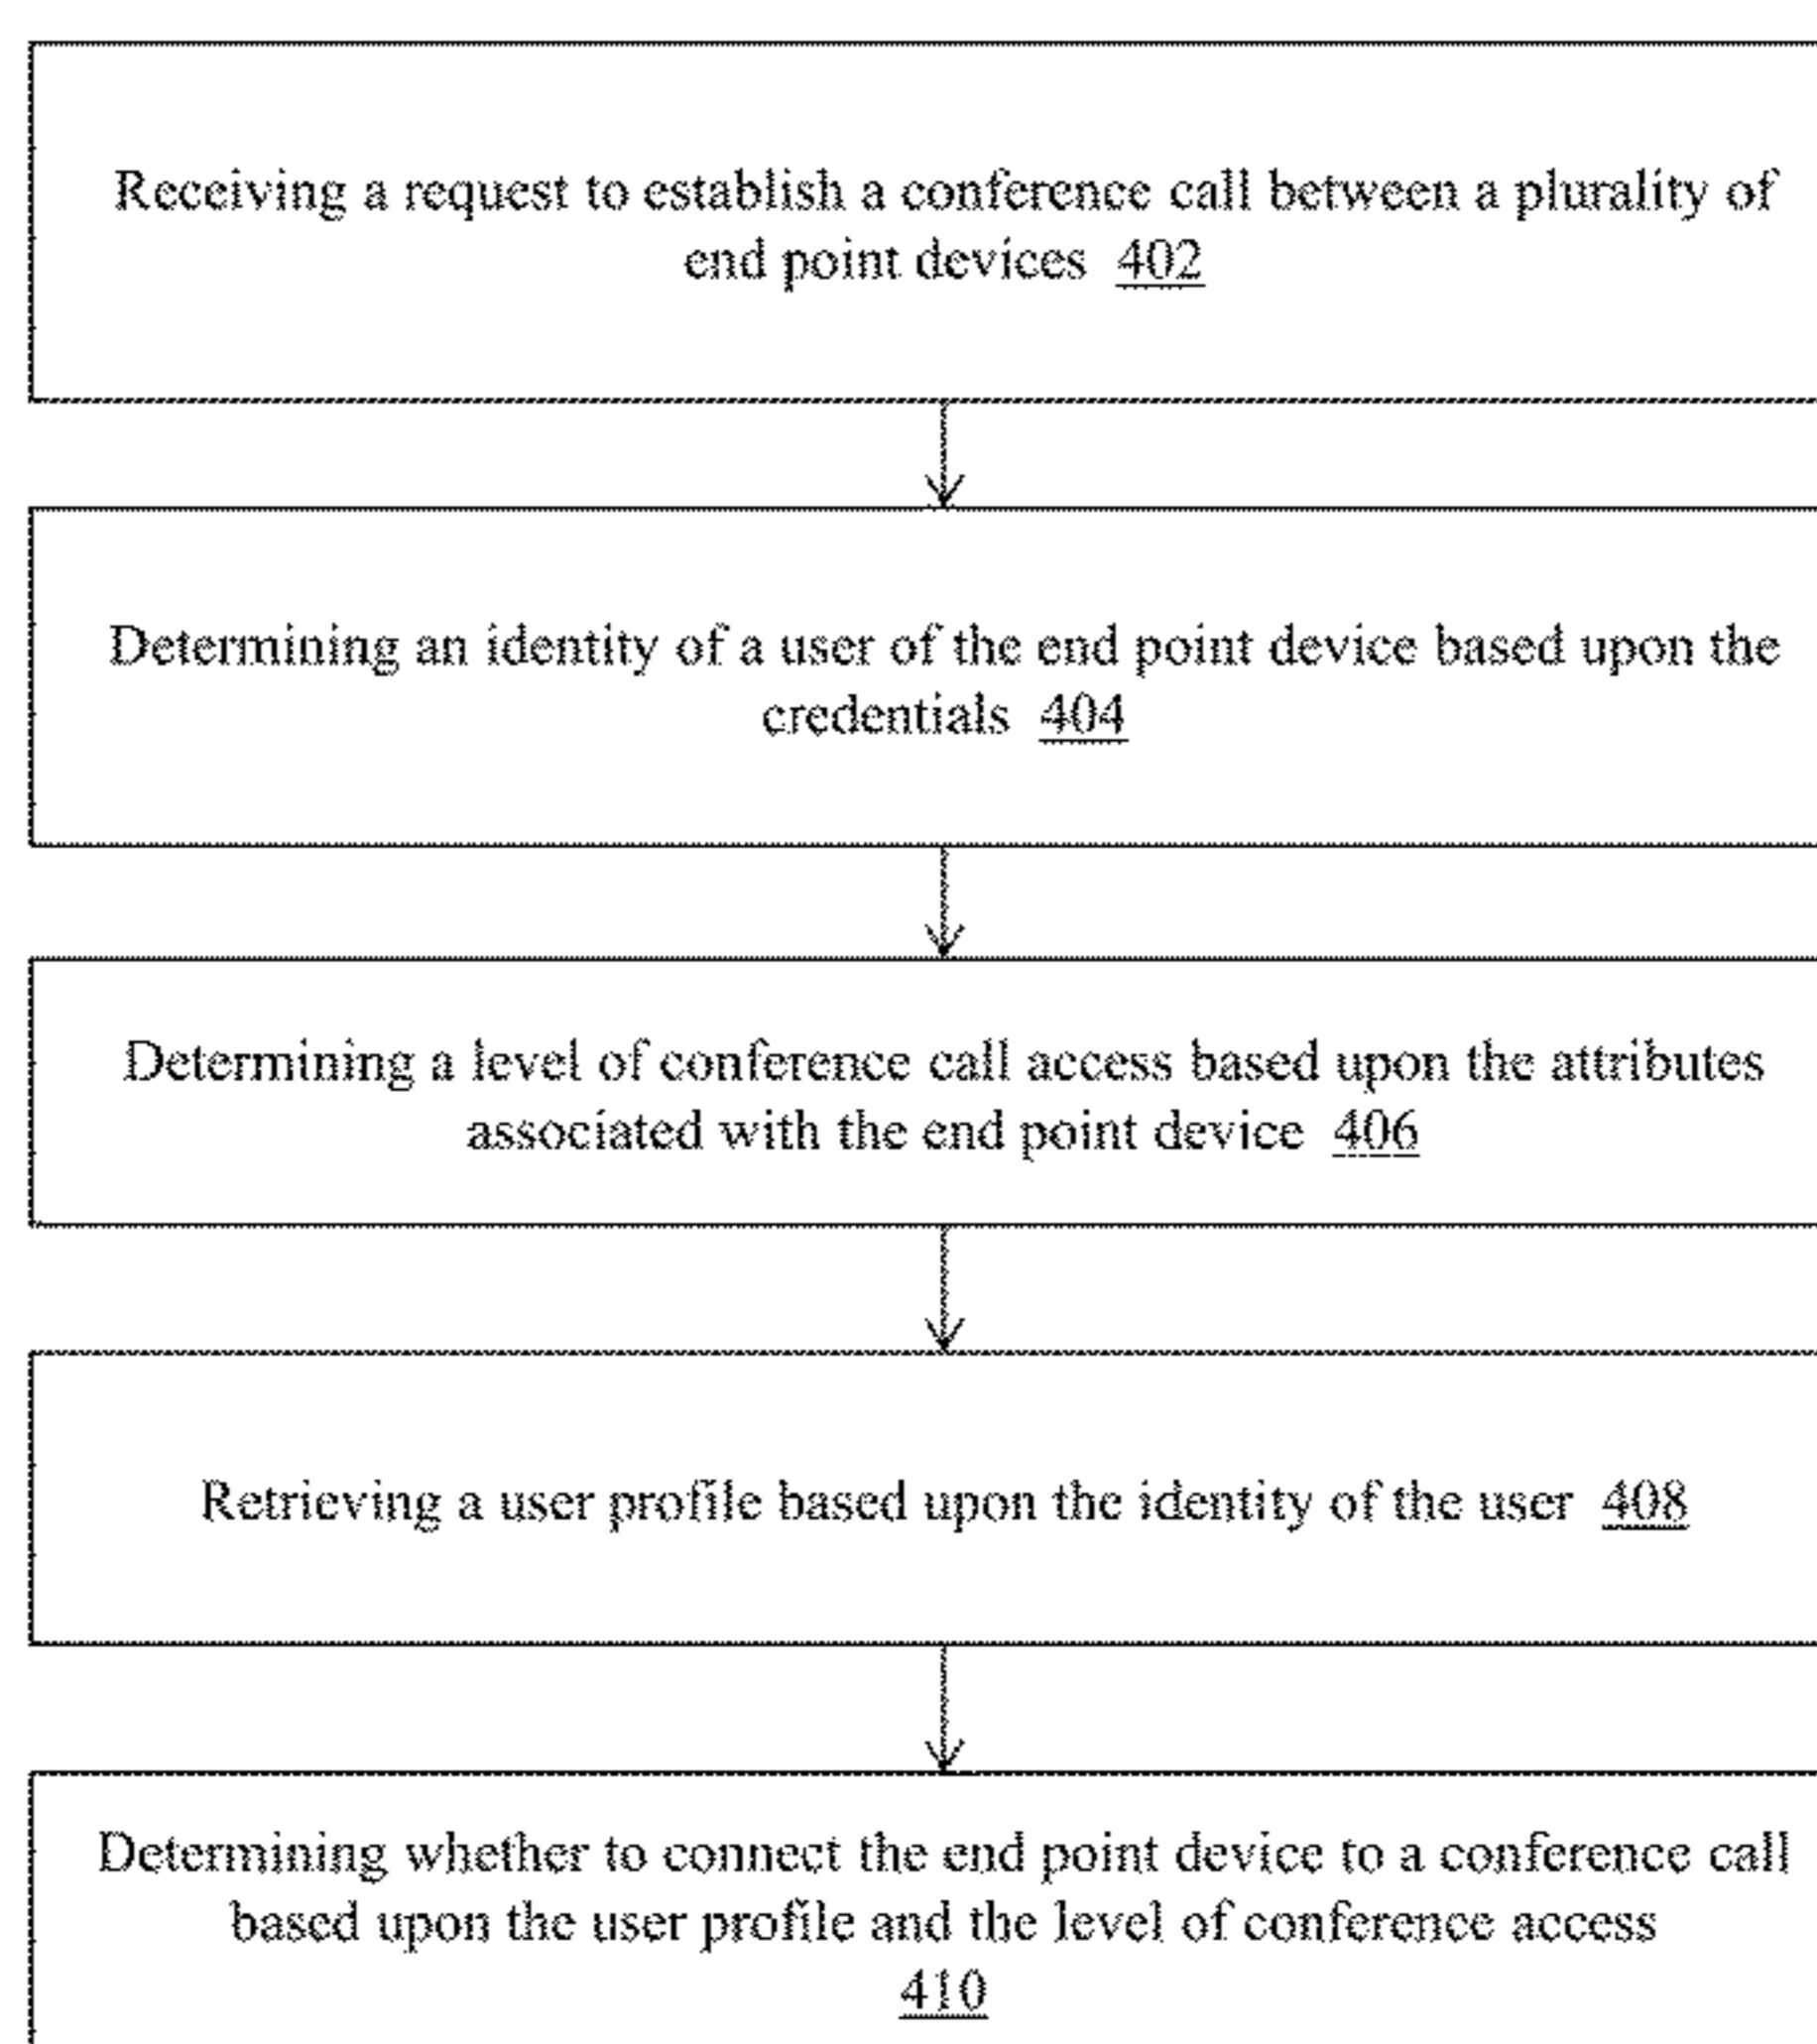 Receiving a request to establish a conference call between a plurality of
end point devices 402
Determining an identity of a user of the end point device based upon the
credentials 404
Determining a level of conference call access based upon the attributes
associated with the end point device 406
Retrieving a user profile based upon the identity of the user 408
Determining whether to connect the end point device to a conference call
based upon the user profile and the level of conference access
410